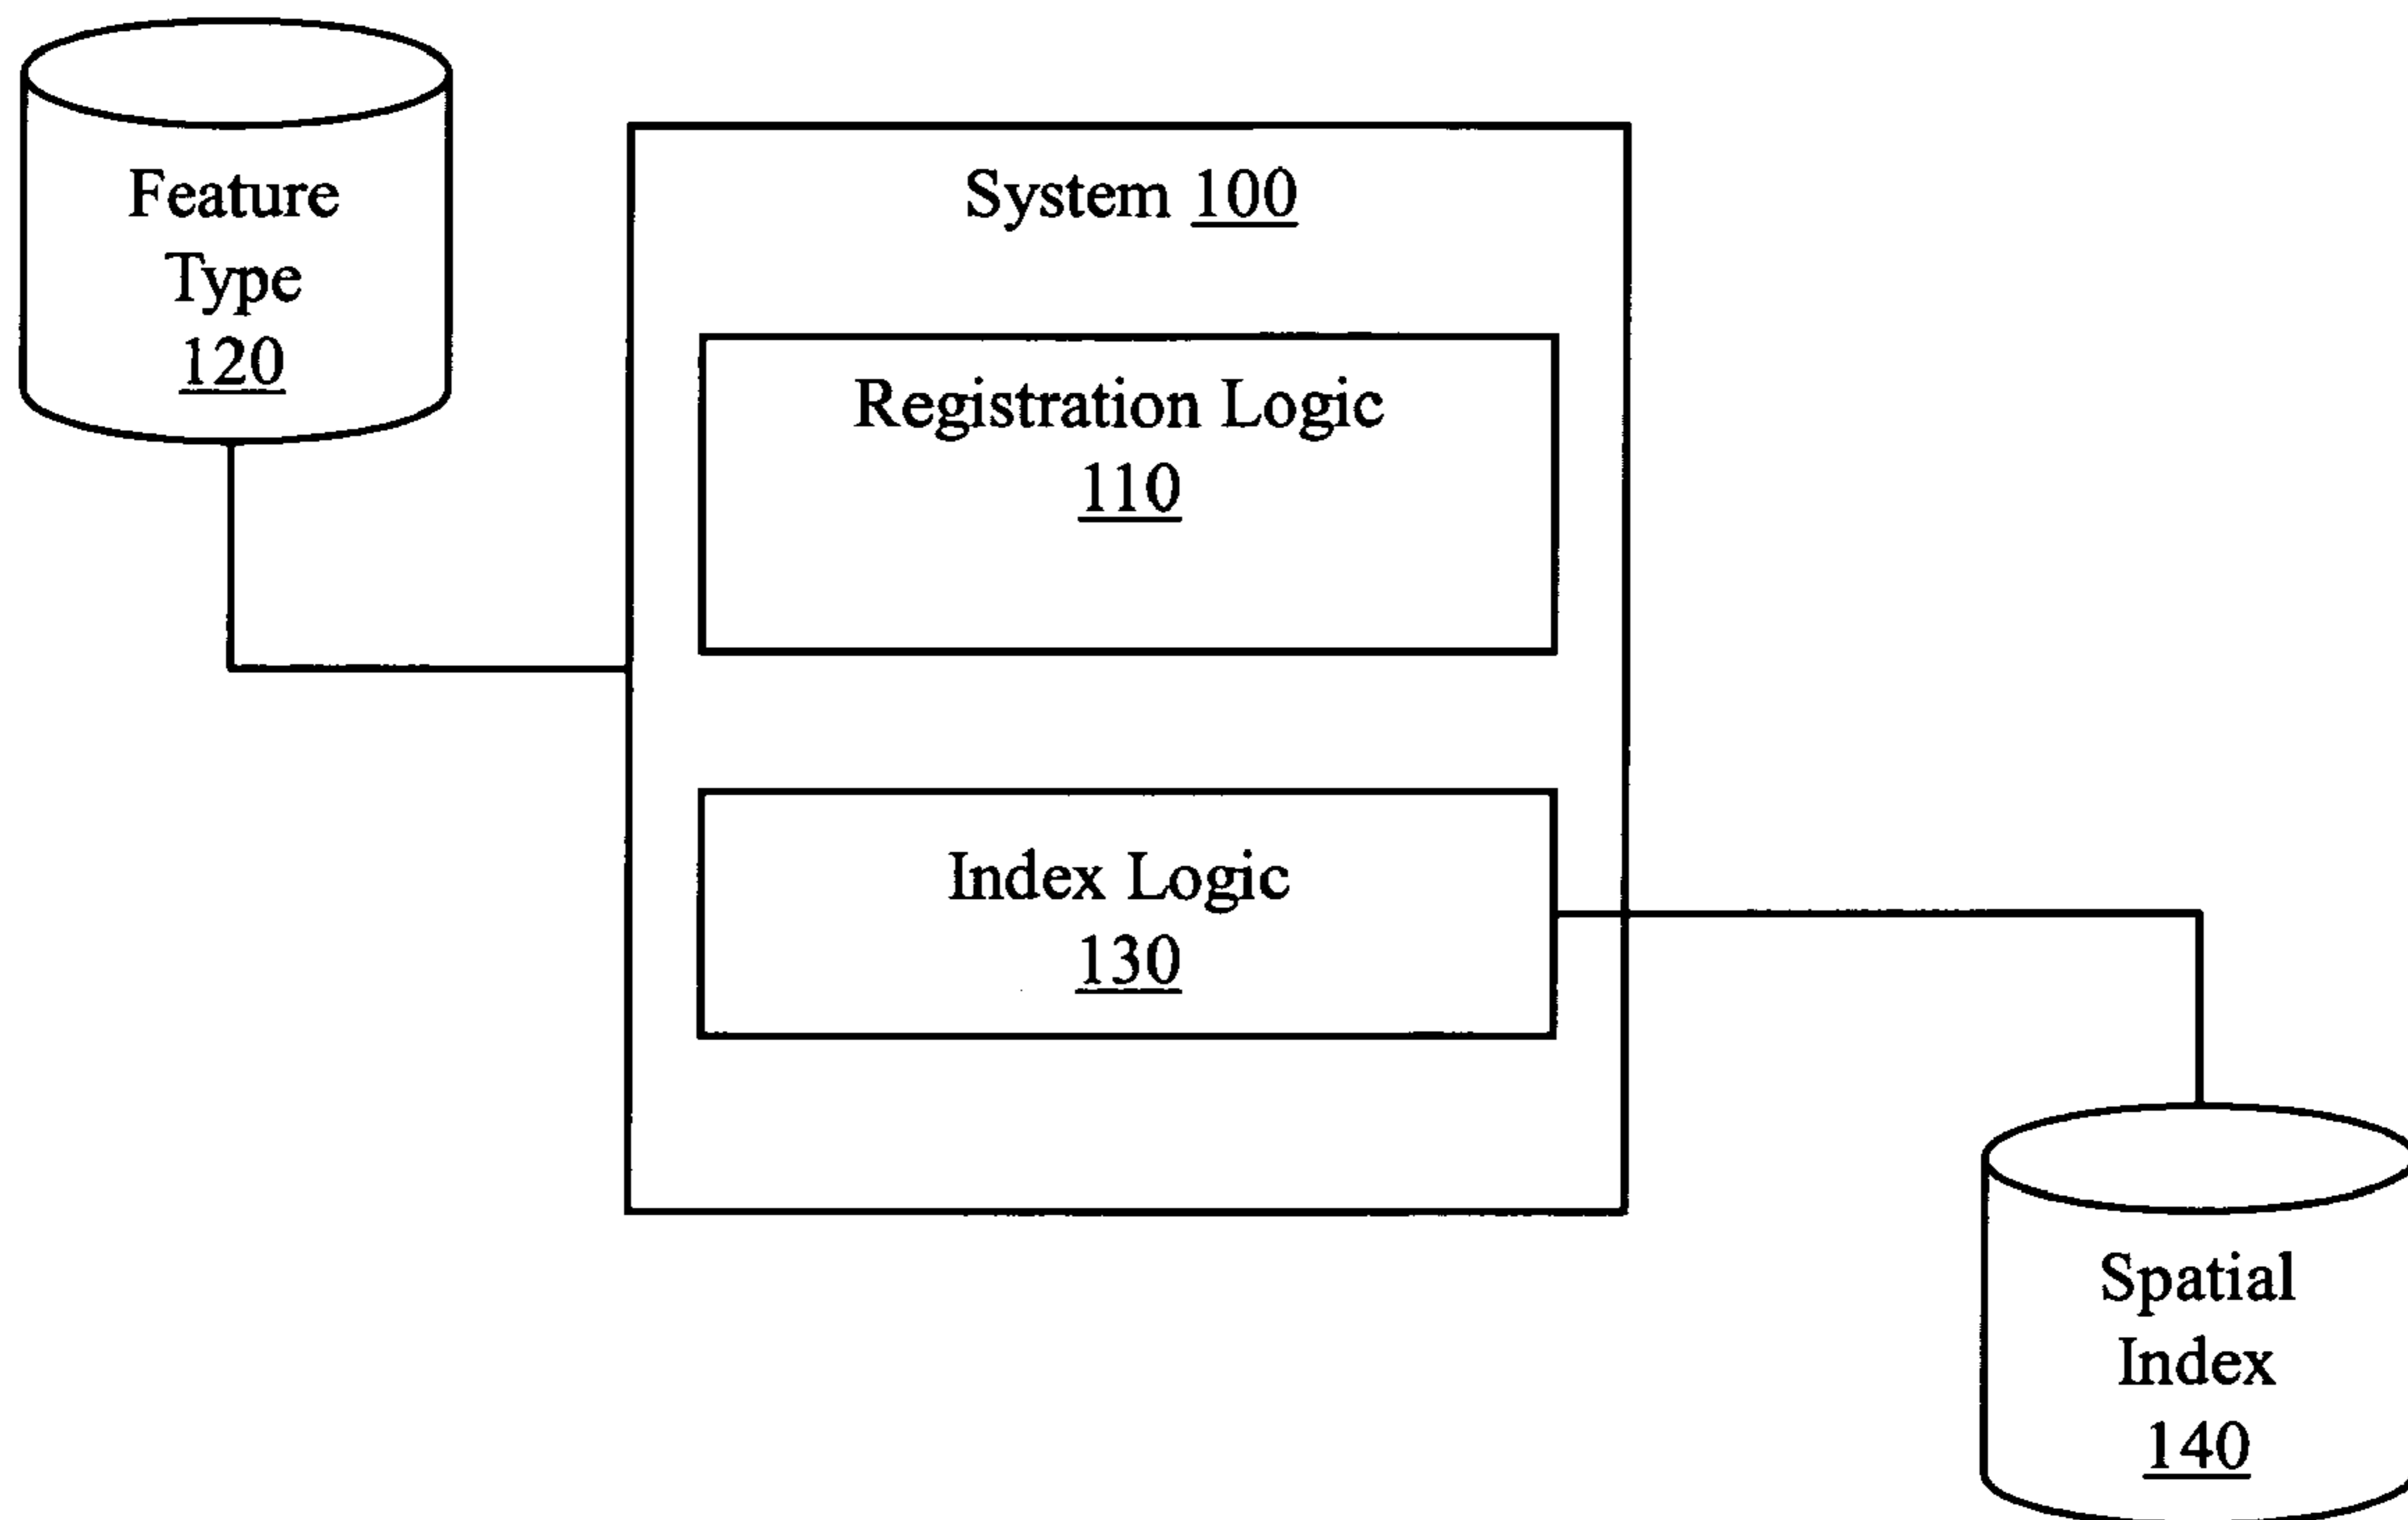 Feature
Type
120
System 100
Registration Logic
110
Index Logic
130
Spatial
Index
140